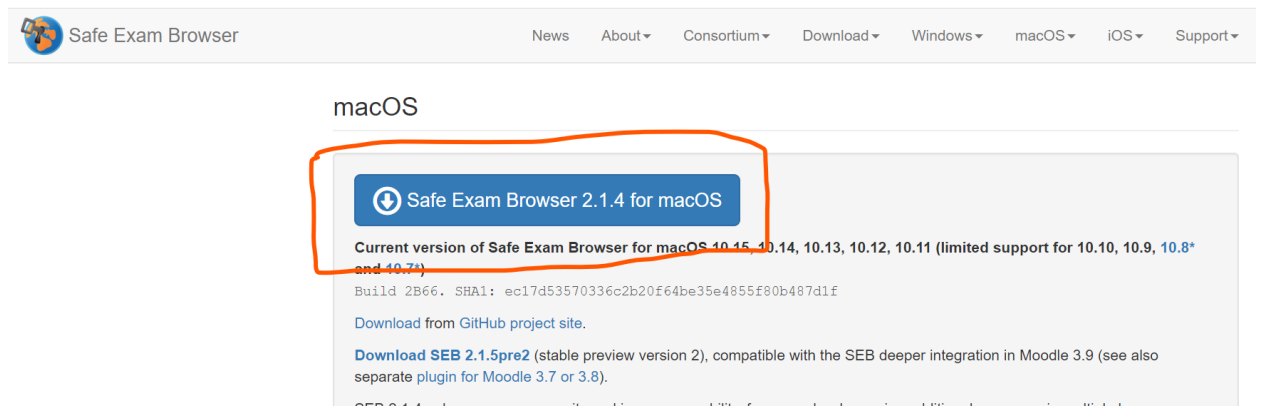 Safe Exam Browser
News About Consortium Download Windows macOS iOS Support
macOS
Safe Exam Browser 2.1.4 for macOS
Current version of Safe Exam Browser for macOS 10.15, 10.14, 10.13, 10.12, 10.11 (limited support for 10.10, 10.9, 10.8*
and 10.7*)
Build 2B66. SHA1: ec17d53570336c2b20f64be35e4855f80b487d1f
Download from GitHub project site.
Download SEB 2.1.5pre2 (stable preview version 2), compatible with the SEB deeper integration in Moodle 3.9 (see also
separate plugin for Moodle 3.7 or 3.8).